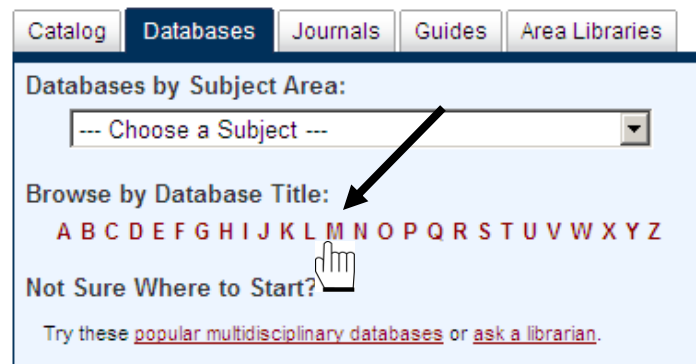 Catalog Databases Journals Guides Area Libraries
Databases by Subject Area:
--- Choose a Subject ---
Browse by Database Title:
A B C D E F G H I J K L M N O P Q R S T U V W X Y Z
Not Sure Where to Start?
Try these popular multidisciplinary databases or ask a librarian.